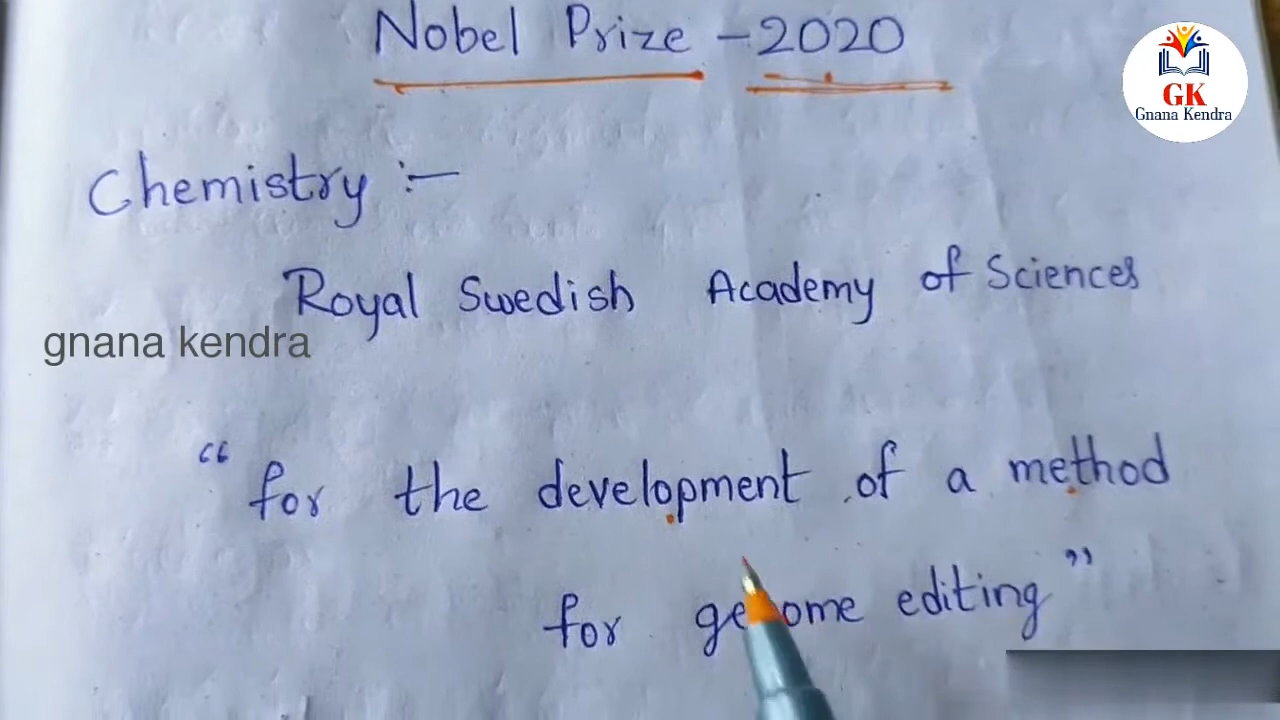 Nobel Prize - 2020
GK
Gnana Kendra
Chemistry :-
Royal Swedish Academy of Sciences
gnana kendra
“for the development of a method
for genome editing”